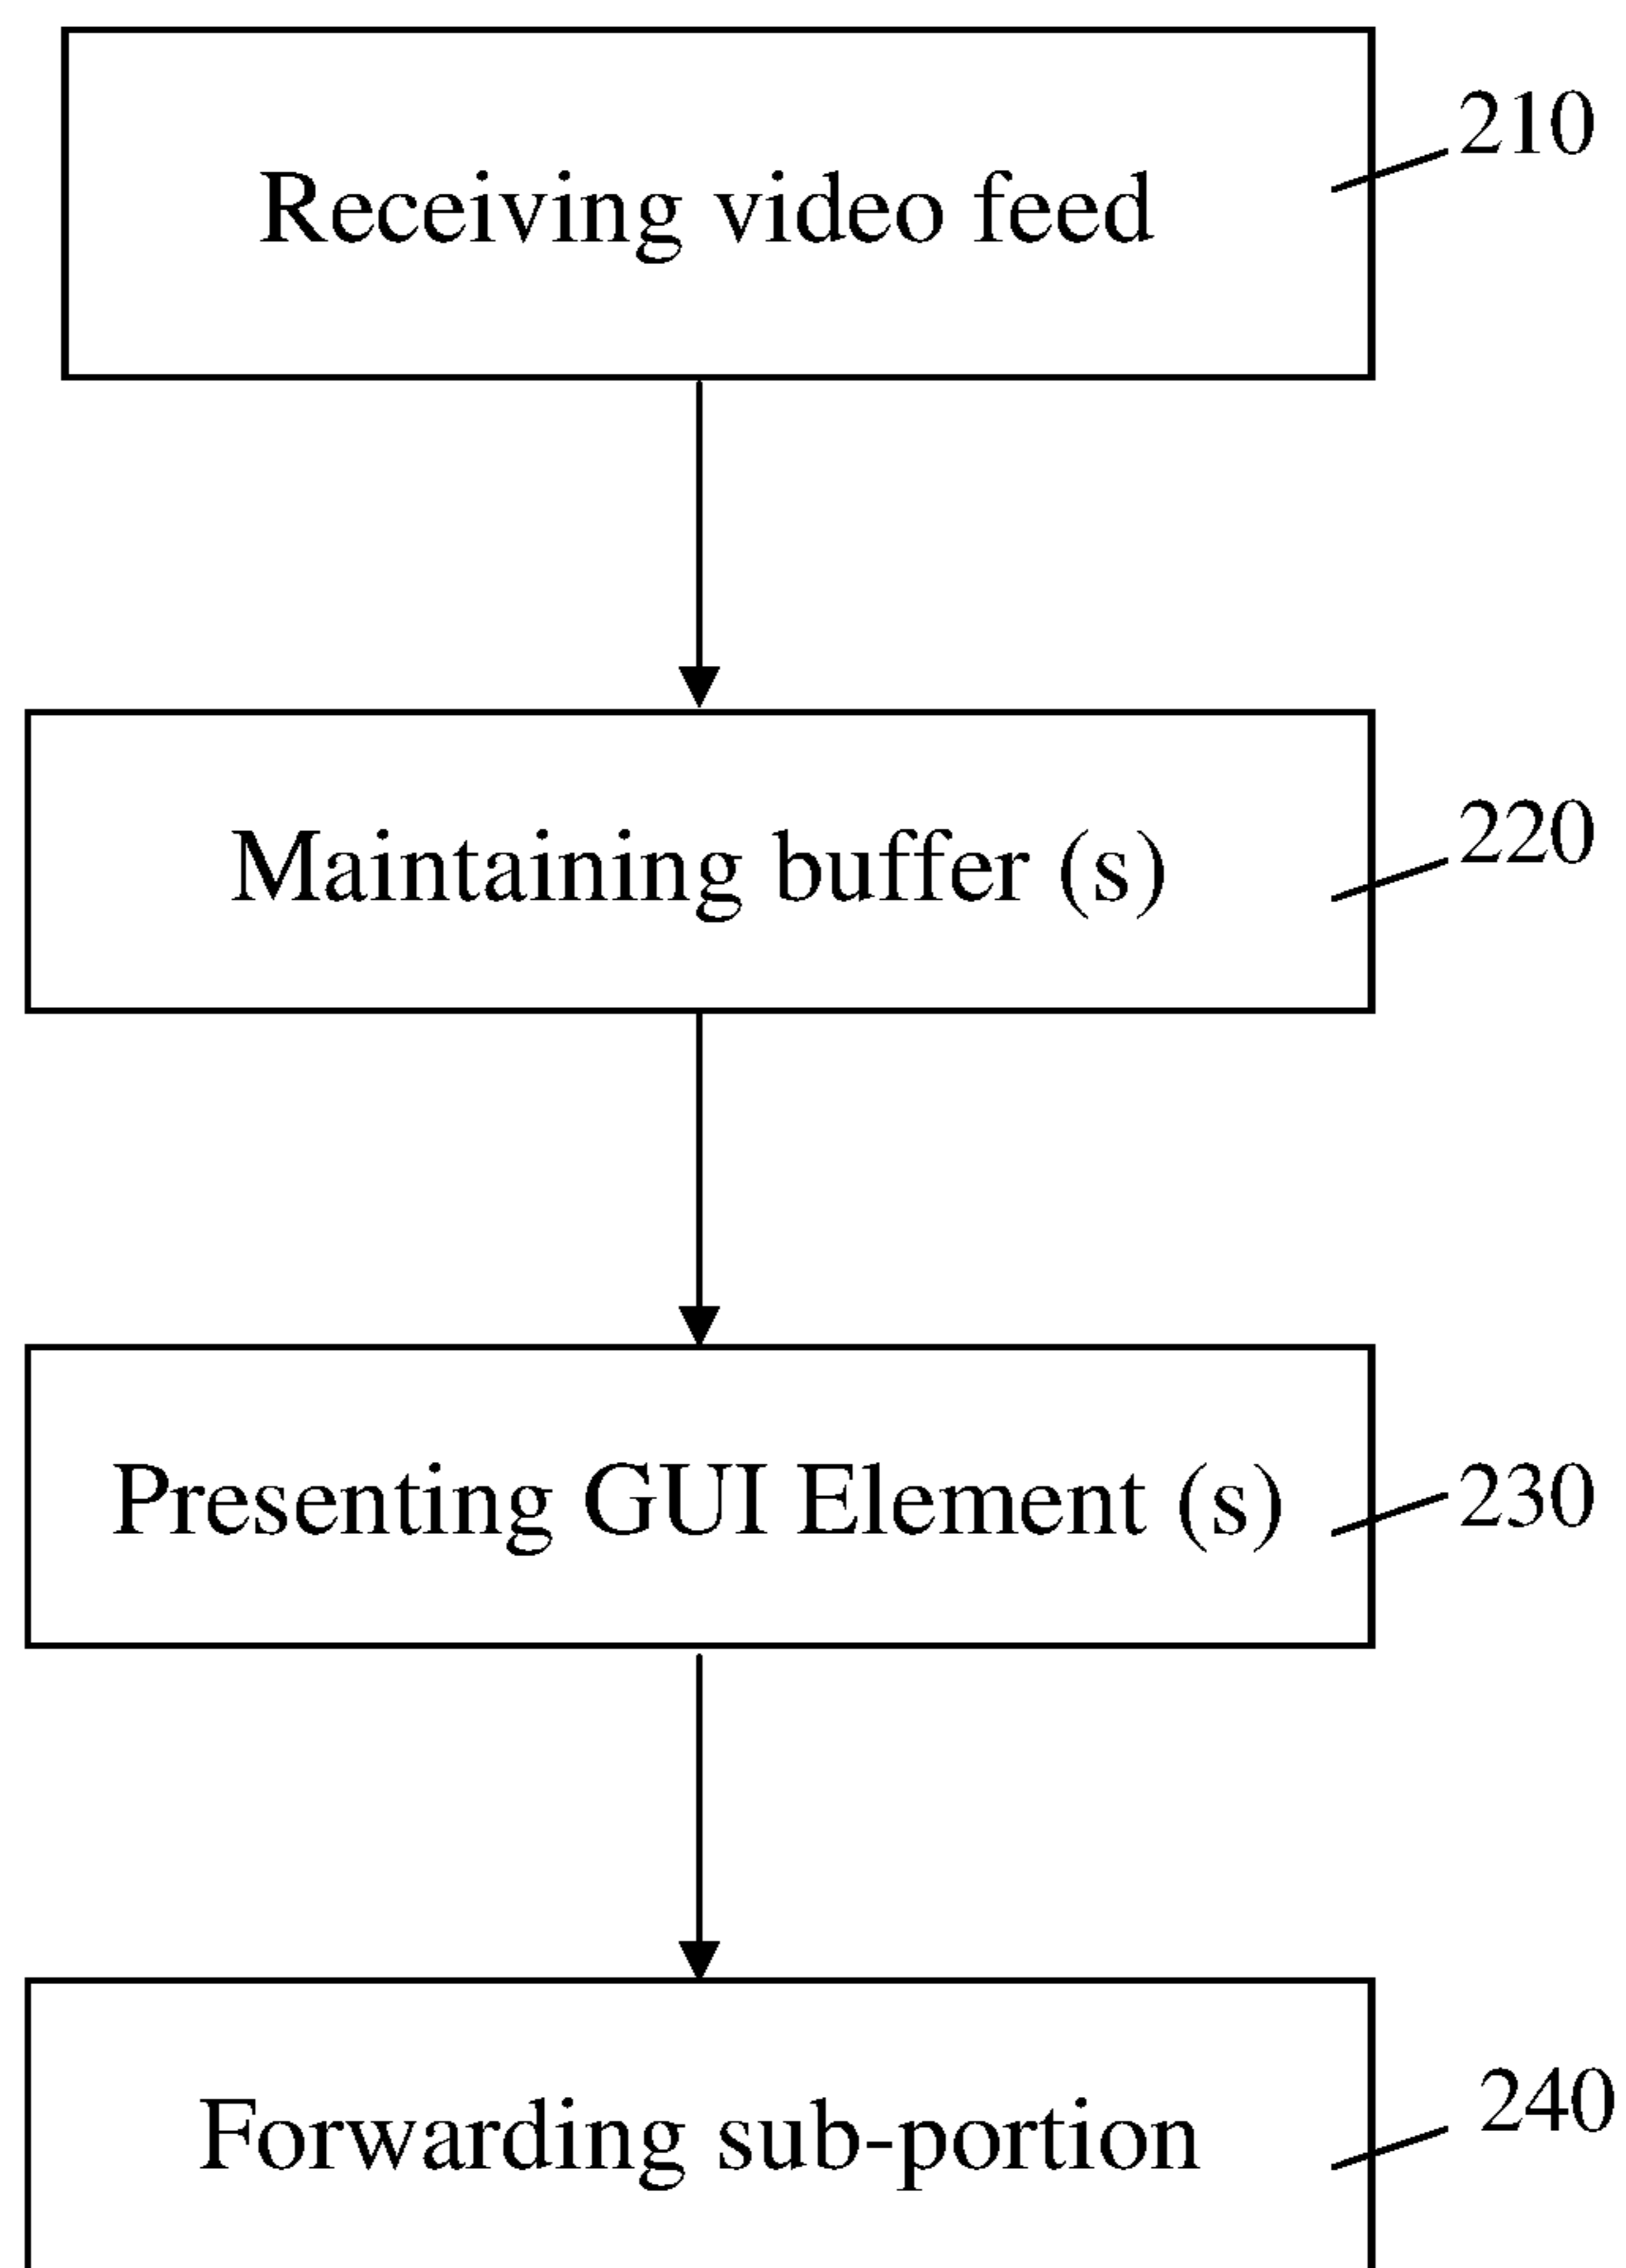 210
Receiving video feed
220
Maintaining buffer (s)
230
Presenting GUI Element (s)
240
Forwarding sub-portion